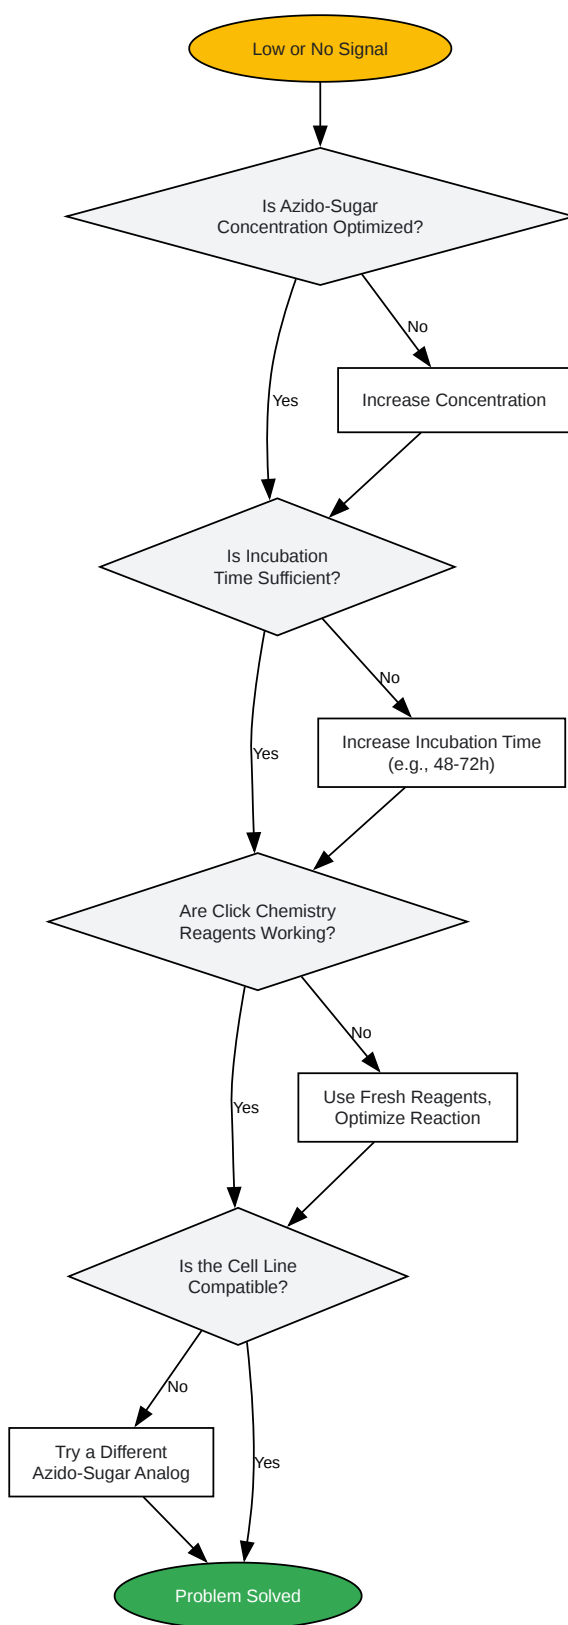 Low or No Signal
Is Azido-Sugar
Concentration Optimized?
No
Yes
Increase Concentration
Is Incubation
Time Sufficient?
No
Yes
Increase Incubation Time
(e.g., 48-72h)
Are Click Chemistry
Reagents Working?
No
Yes
Use Fresh Reagents,
Optimize Reaction
Is the Cell Line
Compatible?
No
Yes
Try a Different
Azido-Sugar Analog
Problem Solved